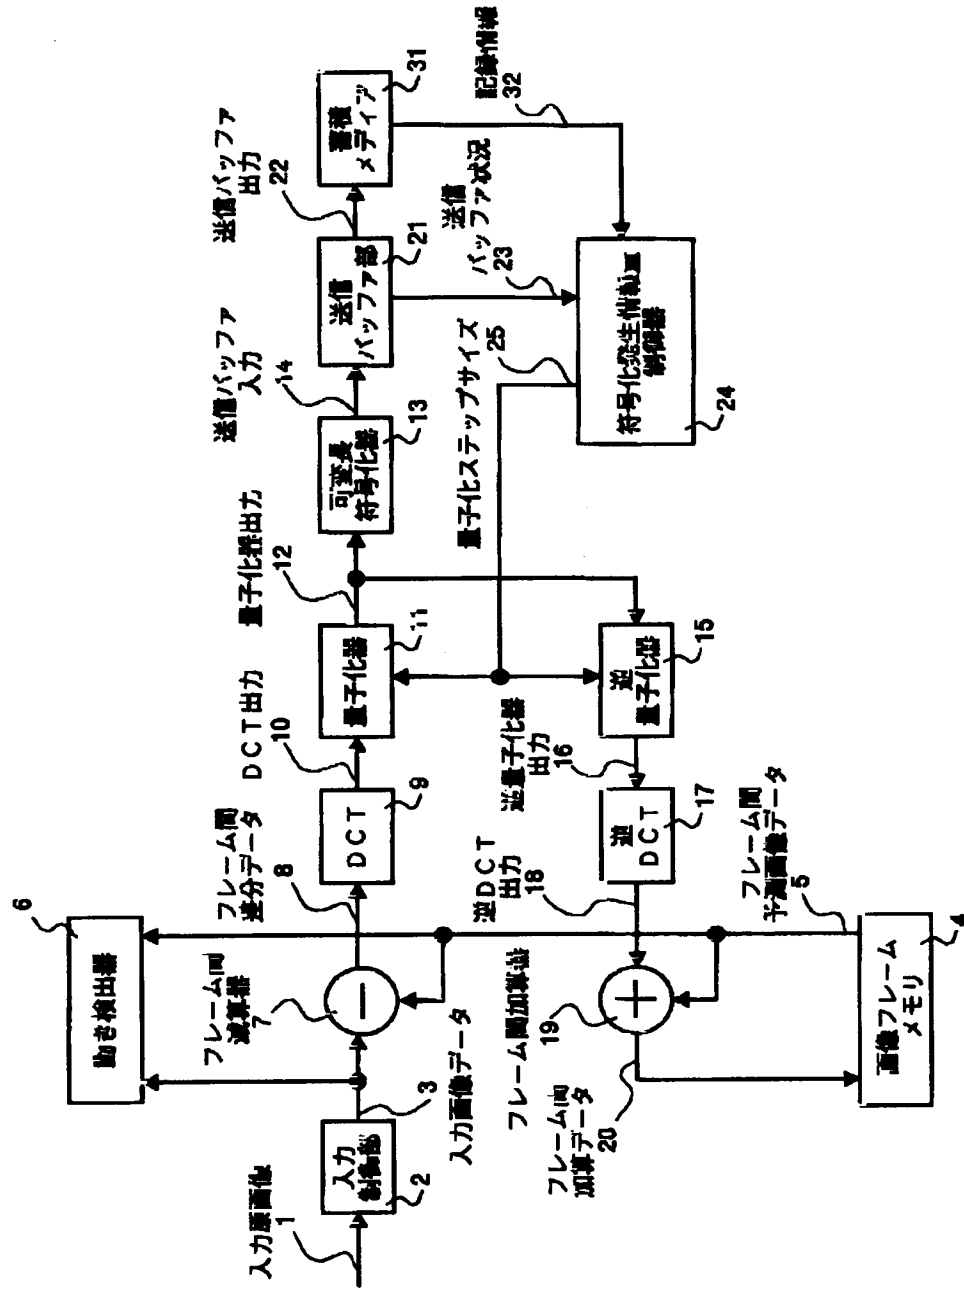 入力原画像
1
入力
制御部
2
3
入力画像データ
動き検出器
6
フレーム間
減算器
7
フレーム間
差分データ
8
DCT
9
DCT出力
10
量子化器
11
量子化器出力
12
可変長
符号化器
13
送信バッファ
入力
14
送信
バッファ部
21
送信バッファ
出力
22
蓄積
メディア
31
記録情報
32
送信
バッファ状況
23
符号化発生情報量
制御器
24
量子化ステップサイズ
25
逆
量子化器
15
逆量子化器
出力
16
逆
DCT
17
逆DCT
出力
18
フレーム間加算器
19
フレーム間
加算データ
20
フレーム間
予測画像データ
5
画像フレーム
メモリ
4